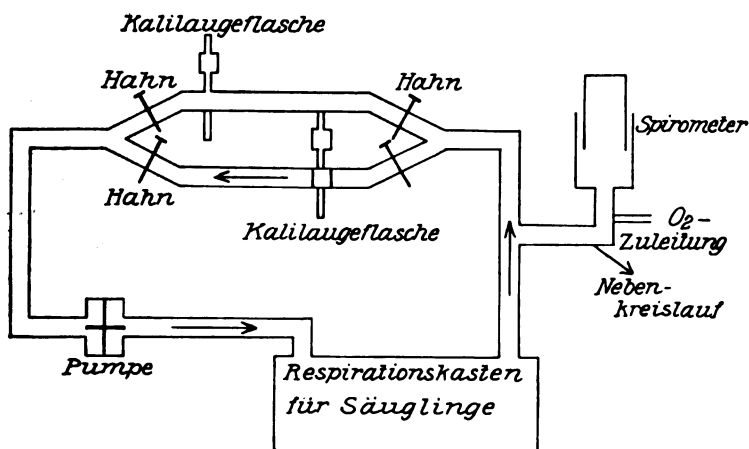 Kalilaugeflasche
Hahn
Hahn
Hahn
Kalilaugeflasche
Spirometer
O2-
Zuleitung
Neben-
kreislauf
Pumpe
Respirationskasten
für Säuglinge